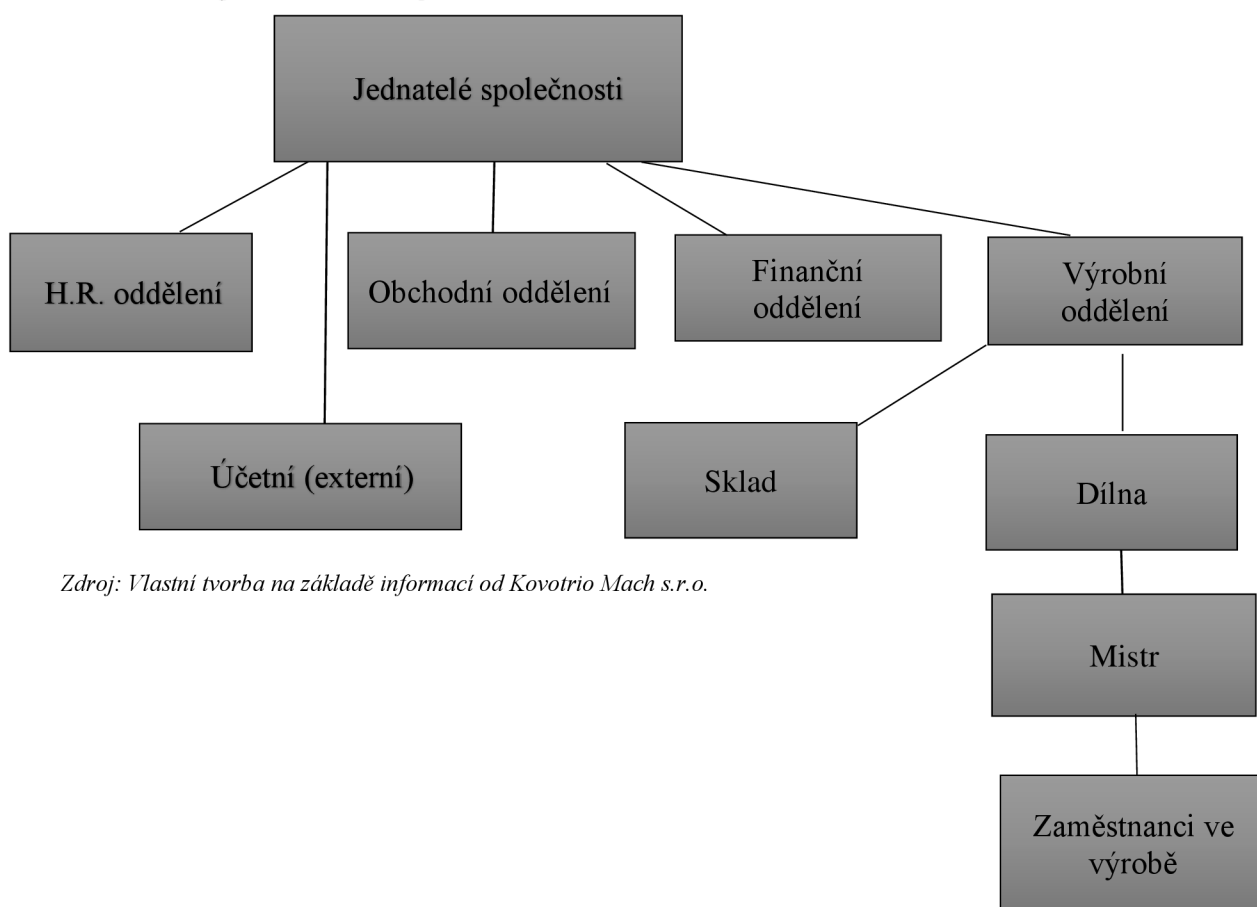 Jednatelé společnosti
H.R. oddělení
Obchodní oddělení
Finanční
oddělení
Výrobní
oddělení
Účetní (externí)
Sklad
Dílna
Zdroj: Vlastní tvorba na základě informací od Kovotrio Mach s.r.o.
Mistr
Zaměstnanci ve
výrobě